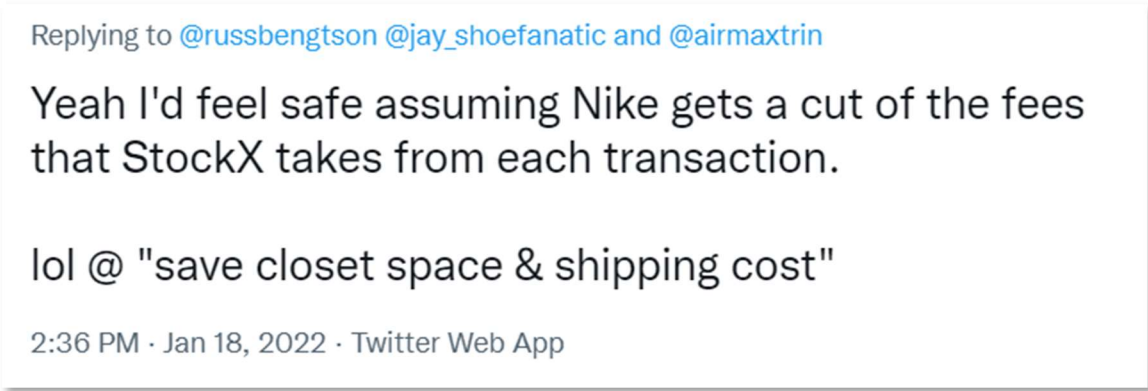 Replying to @russbengtson @jay_shoefanatic and @airmaxtrin
Yeah I'd feel safe assuming Nike gets a cut of the fees
that StockX takes from each transaction.
lol @ "save closet space & shipping cost"
2:36 PM · Jan 18, 2022 · Twitter Web App